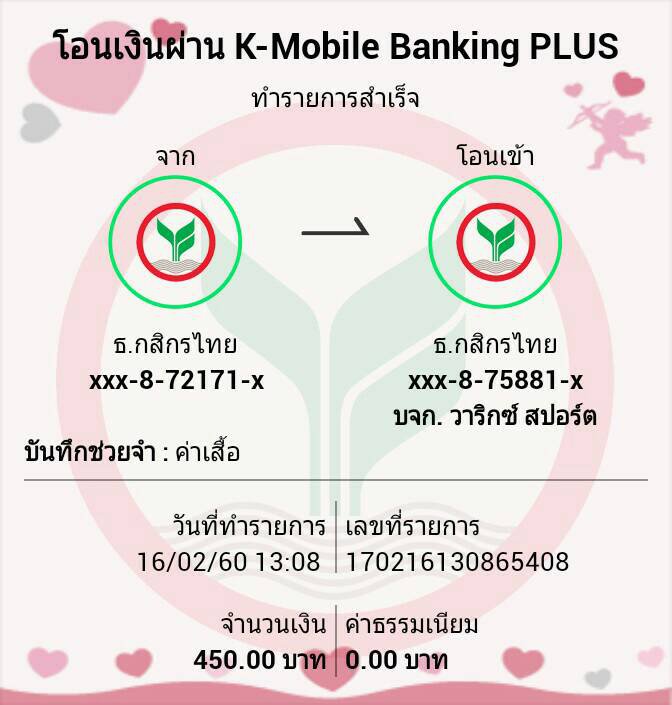 โอนเงินผ่าน K-Mobile Banking PLUS
ทำรายการสำเร็จ
จาก โอนเข้า
ธ.กสิกรไทย ธ.กสิกรไทย
xxx-8-72171-x xxx-8-75881-x
บจก. วาริกซ์ สปอร์ต
บันทึกช่วยจำ : ค่าเสื้อ
วันที่ทำรายการ เลขที่รายการ
16/02/60 13:08 170216130865408
จำนวนเงิน ค่าธรรมเนียม
450.00 บาท 0.00 บาท